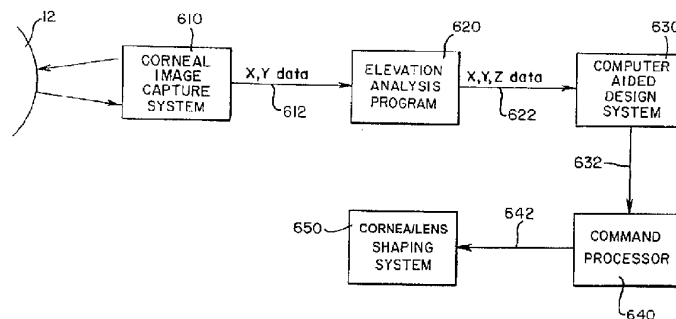 12
610
CORNEAL
IMAGE
CAPTURE
SYSTEM
X,Y data
612
620
ELEVATION
ANALYSIS
PROGRAM
X,Y,Z data
622
630
COMPUTER
AIDED
DESIGN
SYSTEM
632
650
CORNEA/LENS
SHAPING
SYSTEM
642
COMMAND
PROCESSOR
640